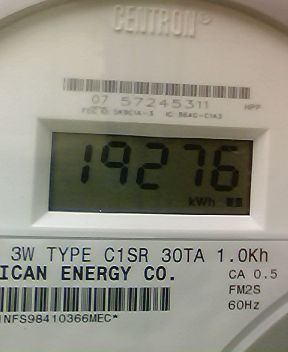 CENTRON®
07 57245311
HPP
19276
kWh
3W TYPE C1SR 30TA 1.0Kh
ICAN ENERGY CO.
CA 0.5
FM2S
60Hz
NFS98410366MEC*